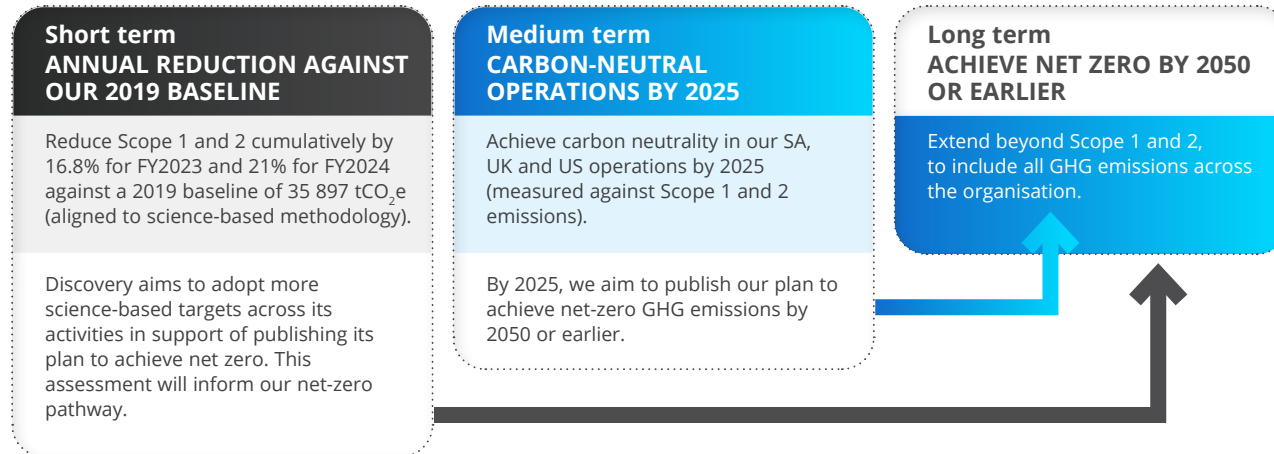 Short term
ANNUAL REDUCTION AGAINST
OUR 2019 BASELINE
Reduce Scope 1 and 2 cumulatively by
16.8% for FY2023 and 21% for FY2024
against a 2019 baseline of 35 897 tCO₂e
(aligned to science-based methodology).
Discovery aims to adopt more
science-based targets across its
activities in support of publishing its
plan to achieve net zero. This
assessment will inform our net-zero
pathway.
Medium term
CARBON-NEUTRAL
OPERATIONS BY 2025
Achieve carbon neutrality in our SA,
UK and US operations by 2025
(measured against Scope 1 and 2
emissions).
By 2025, we aim to publish our plan to
achieve net-zero GHG emissions by
2050 or earlier.
Long term
ACHIEVE NET ZERO BY 2050
OR EARLIER
Extend beyond Scope 1 and 2,
to include all GHG emissions across
the organisation.